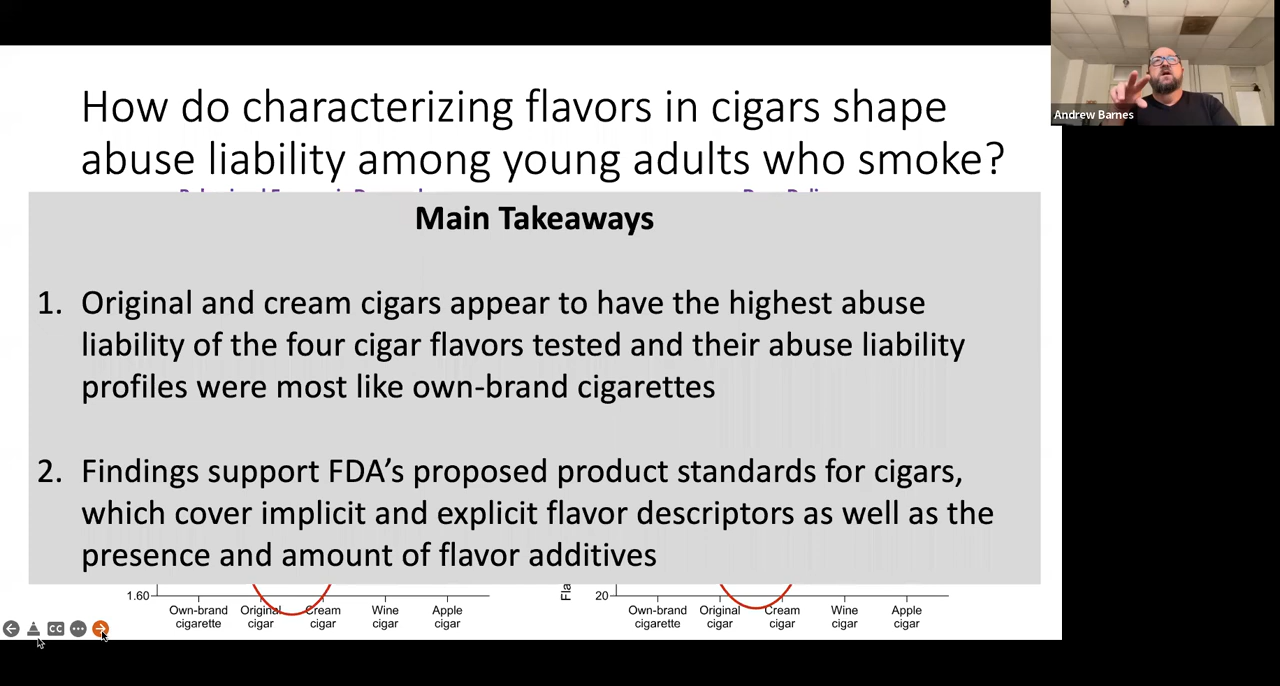 How do characterizing flavors in cigars shape
abuse liability among young adults who smoke?
Main Takeaways
1. Original and cream cigars appear to have the highest abuse
liability of the four cigar flavors tested and their abuse liability
profiles were most like own-brand cigarettes
2. Findings support FDA’s proposed product standards for cigars,
which cover implicit and explicit flavor descriptors as well as the
presence and amount of flavor additives
1.60
Own-brand Original Cream Wine Apple
cigarette cigar cigar cigar cigar
20
Own-brand Original Cream Wine Apple
cigarette cigar cigar cigar cigar
CC
Andrew Barnes